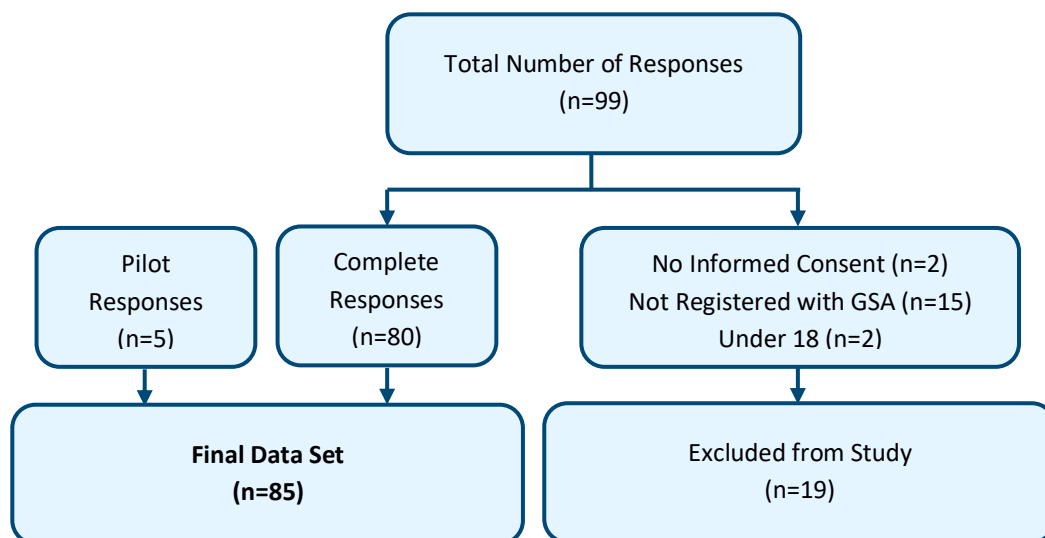 Total Number of Responses
(n=99)
Pilot
Responses
(n=5)
Complete
Responses
(n=80)
No Informed Consent (n=2)
Not Registered with GSA (n=15)
Under 18 (n=2)
Final Data Set
(n=85)
Excluded from Study
(n=19)